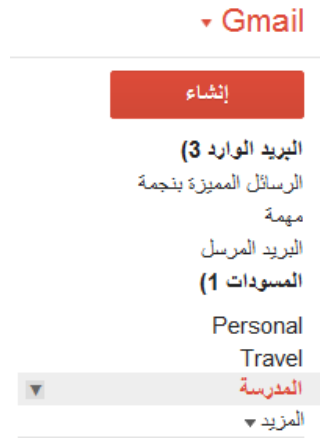 Gmail
إنشاء
البريد الوارد 3)
الرسائل المميزة بنجمة
مهمة
البريد المرسل
المسودات 1)
Personal
Travel
المدرسة
المزيد